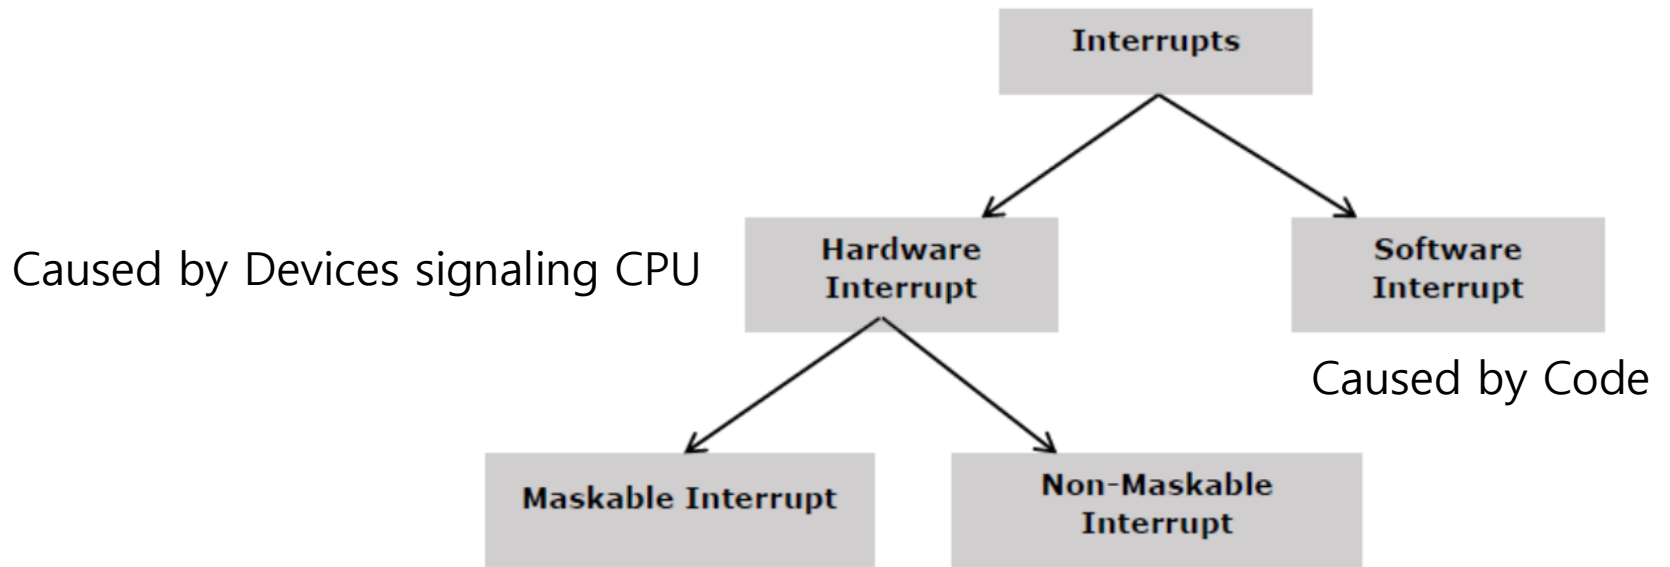 Interrupts
Caused by Devices signaling CPU
Hardware
Interrupt
Software
Interrupt
Caused by Code
Maskable Interrupt
Non-Maskable
Interrupt